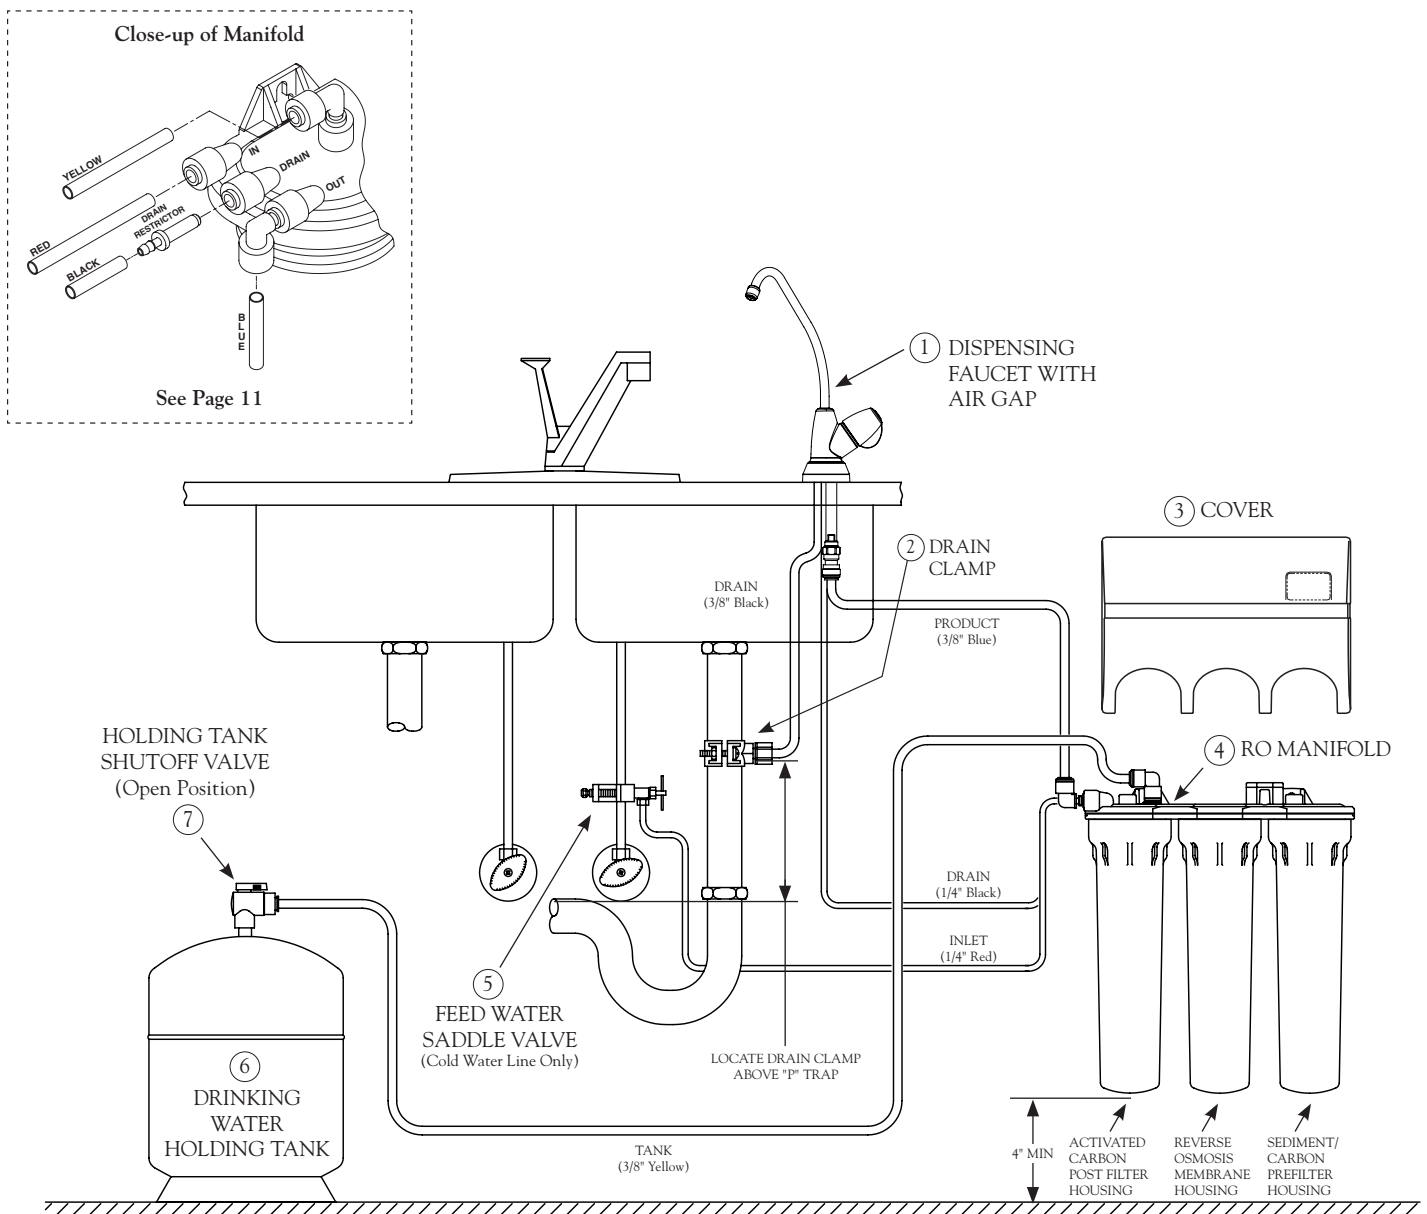 Close-up of Manifold
YELLOW
IN
DRAIN
OUT
RED
DRAIN
RESTRICTOR
BLACK
BLUE
See Page 11
1 DISPENSING
FAUCET WITH
AIR GAP
3 COVER
2 DRAIN
CLAMP
DRAIN
(3/8" Black)
PRODUCT
(3/8" Blue)
HOLDING TANK
SHUTOFF VALVE
(Open Position)
7
4 RO MANIFOLD
DRAIN
(1/4" Black)
INLET
(1/4" Red)
5
FEED WATER
SADDLE VALVE
(Cold Water Line Only)
LOCATE DRAIN CLAMP
ABOVE "P" TRAP
6
DRINKING
WATER
HOLDING TANK
TANK
(3/8" Yellow)
4" MIN
ACTIVATED
CARBON
POST FILTER
HOUSING
REVERSE
OSMOSIS
MEMBRANE
HOUSING
SEDIMENT/
CARBON
PREFILTER
HOUSING